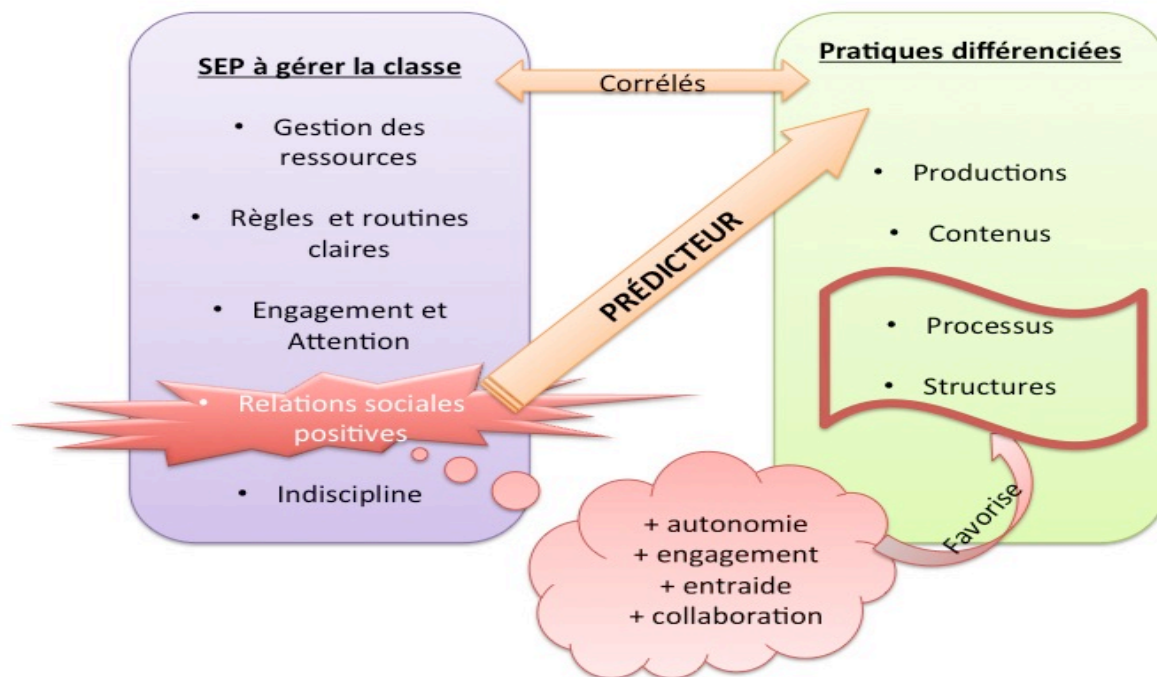 SEP à gérer la classe
• Gestion des
ressources
• Règles et routines
claires
• Engagement et
Attention
• Relations sociales
positives
• Indiscipline
Corrélés
PRÉDICTEUR
Pratiques différenciées
• Productions
• Contenus
• Processus
• Structures
+ autonomie
+ engagement
+ entraide
+ collaboration
Favorise